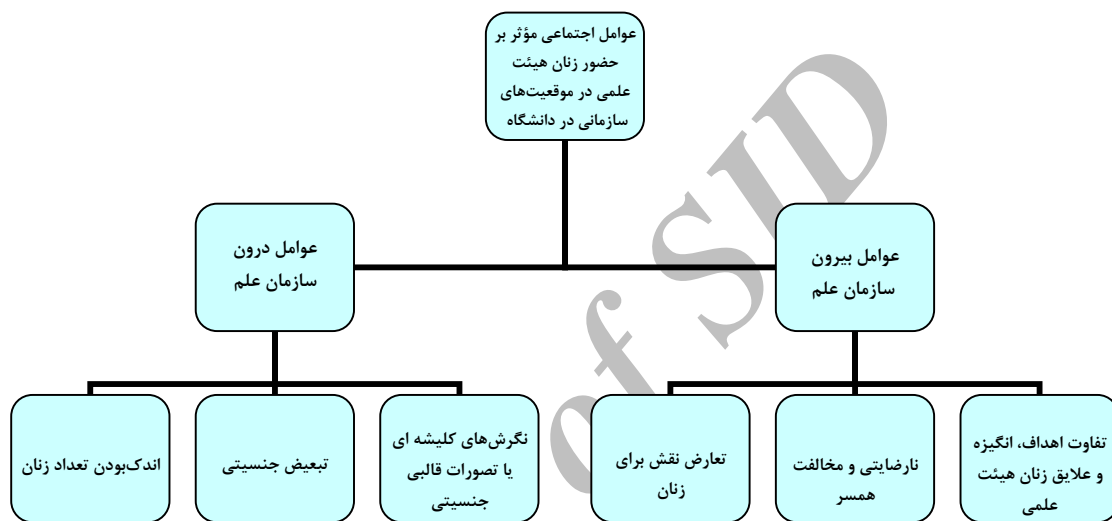 عوامل اجتماعی مؤثر بر
حضور زنان هیئت
علمی در موقعیت‌های
سازمانی در دانشگاه
عوامل بیرون
سازمان علم
عوامل درون
سازمان علم
تفاوت اهداف، انگیزه
و علایق زنان هیئت
علمی
نارضایتی و مخالفت
همسر
تعارض نقش برای
زنان
نگرش‌های کلیشه ای
یا تصورات قالبی
جنسیتی
تبعیض جنسیتی
اندک‌بودن تعداد زنان
of SID